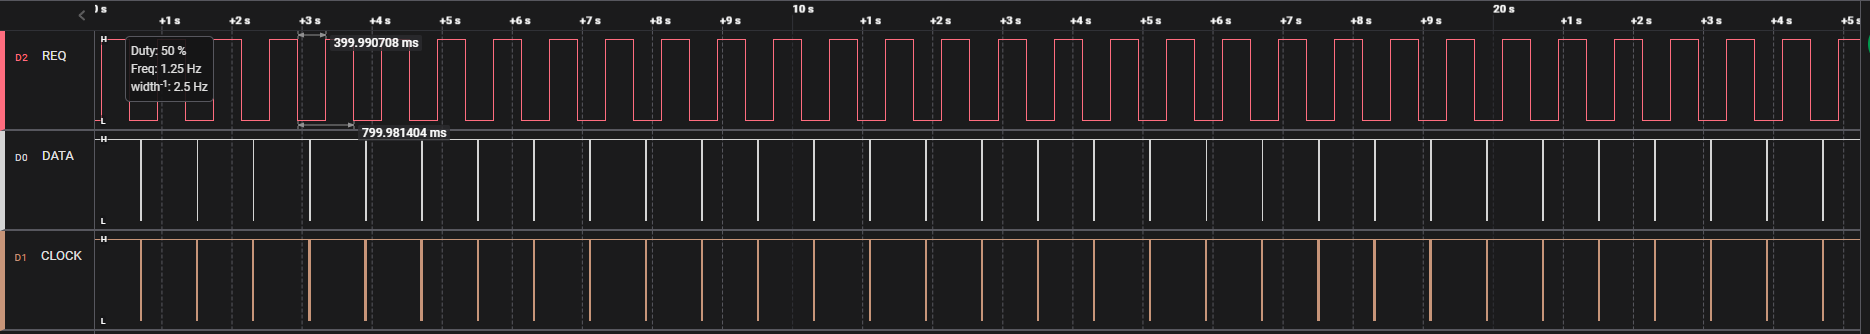 0 s 10 s 20 s
+1 s +2 s +3 s +4 s +5 s +6 s +7 s +8 s +9 s +1 s +2 s +3 s +4 s +5 s +6 s +7 s +8 s +9 s +1 s +2 s +3 s +4 s +5 s
H
399.990708 ms
Duty: 50 %
D2 REQ
Freq: 1.25 Hz
width⁻¹: 2.5 Hz
L
799.981404 ms
H
D0 DATA
L
H
D1 CLOCK
L